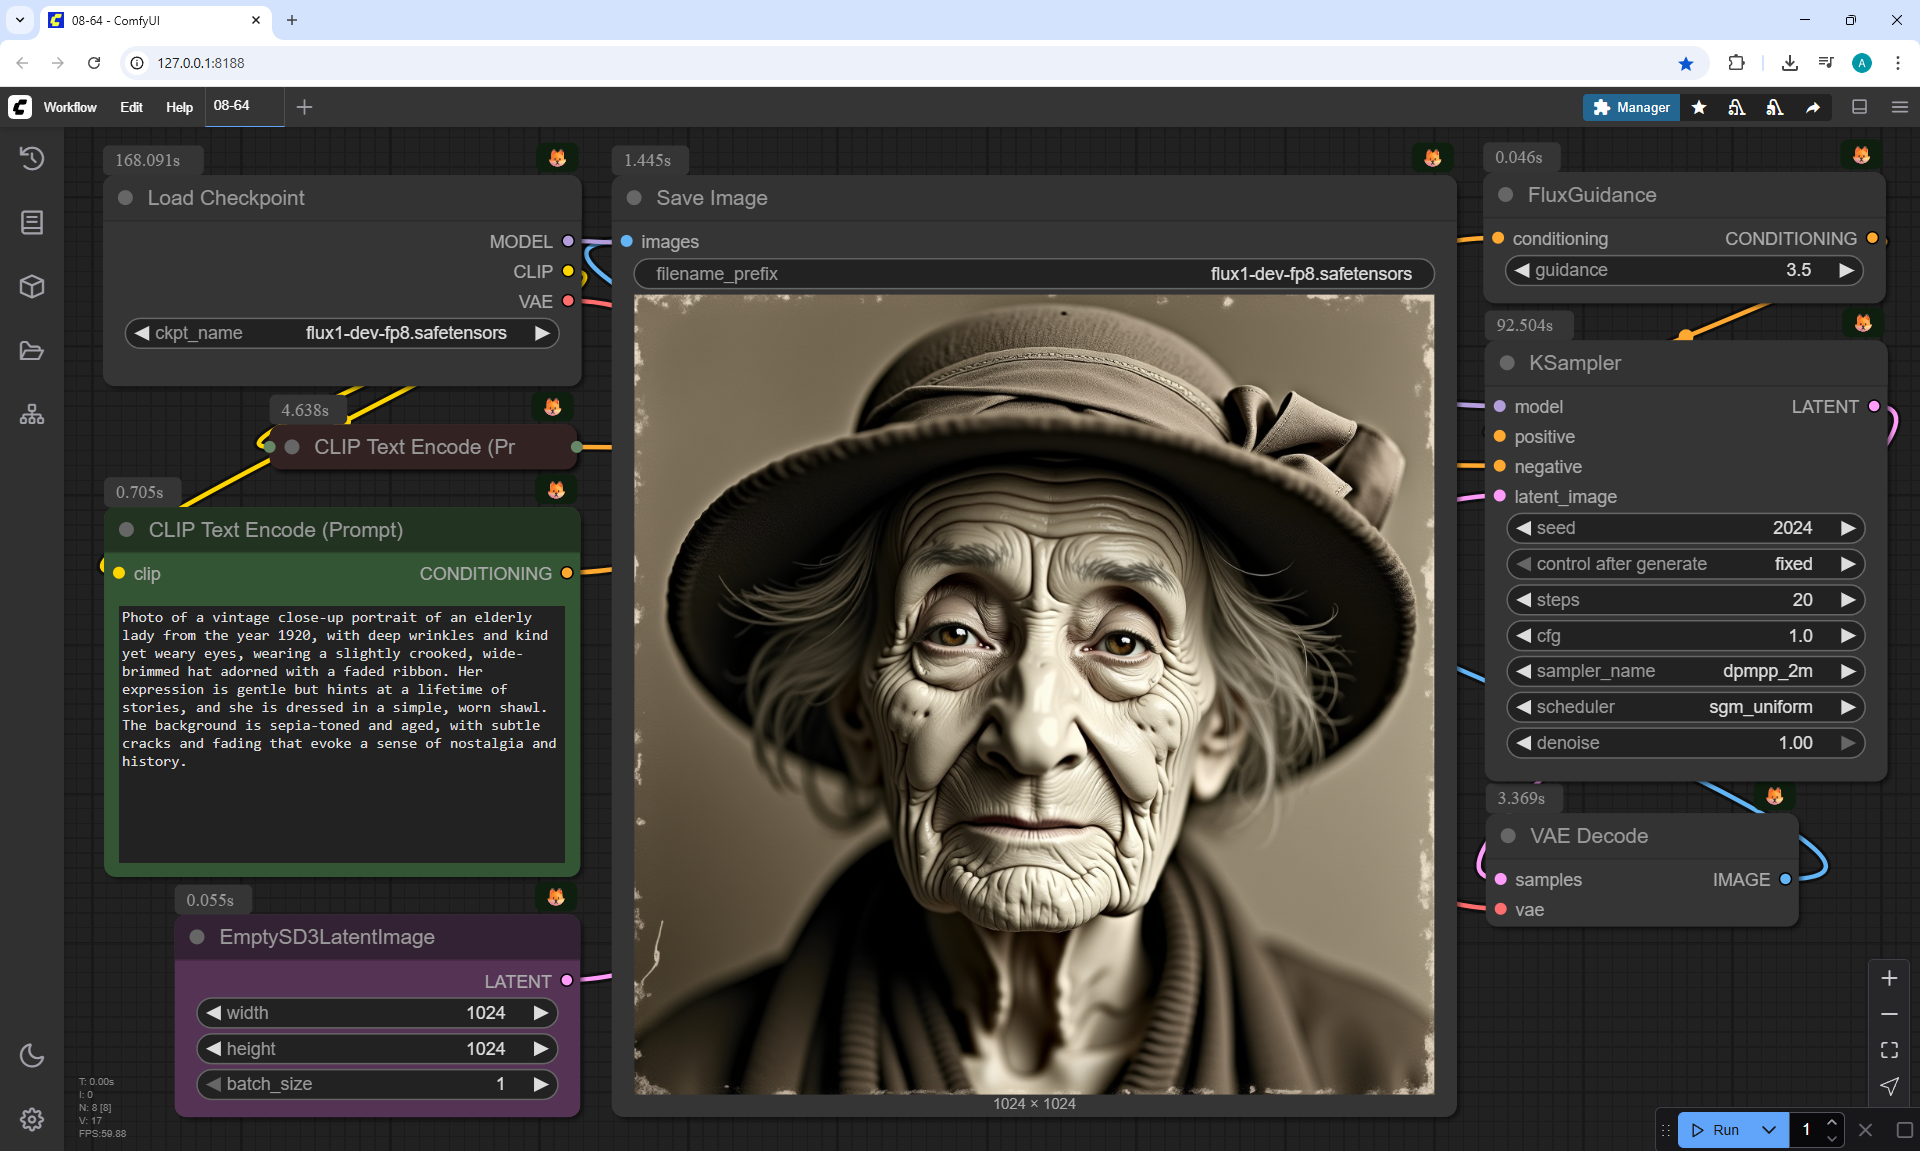 08-64 - ComfyUI
127.0.0.1:8188
Workflow Edit Help 08-64
Manager
168.091s
Load Checkpoint
MODEL
CLIP
VAE
ckpt_name flux1-dev-fp8.safetensors
4.638s
CLIP Text Encode (Pr
0.705s
CLIP Text Encode (Prompt)
clip CONDITIONING
Photo of a vintage close-up portrait of an elderly
lady from the year 1920, with deep wrinkles and kind
yet weary eyes, wearing a slightly crooked, wide-
brimmed hat adorned with a faded ribbon. Her
expression is gentle but hints at a lifetime of
stories, and she is dressed in a simple, worn shawl.
The background is sepia-toned and aged, with subtle
cracks and fading that evoke a sense of nostalgia and
history.
0.055s
EmptySD3LatentImage
LATENT
width 1024
height 1024
batch_size 1
T: 0.00s
I: 0
N: 8 [8]
V: 17
FPS:59.88
1.445s
Save Image
images
filename_prefix flux1-dev-fp8.safetensors
1024 × 1024
0.046s
FluxGuidance
conditioning CONDITIONING
guidance 3.5
92.504s
KSampler
model LATENT
positive
negative
latent_image
seed 2024
control after generate fixed
steps 20
cfg 1.0
sampler_name dpmpp_2m
scheduler sgm_uniform
denoise 1.00
3.369s
VAE Decode
samples IMAGE
vae
Run 1
A